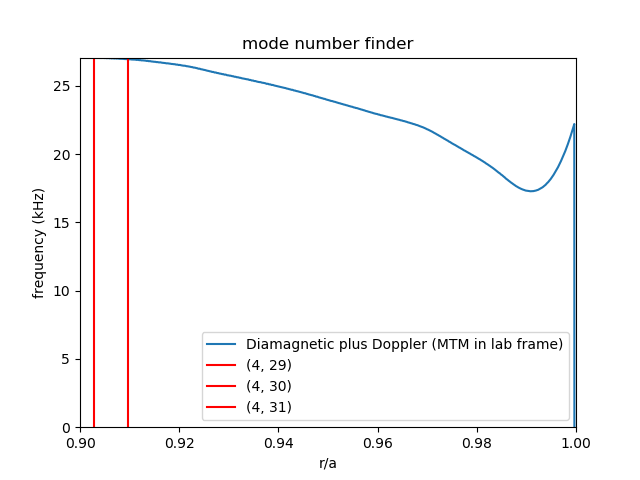 mode number finder
frequency (kHz)
25
20
15
10
5
0
Diamagnetic plus Doppler (MTM in lab frame)
(4, 29)
(4, 30)
(4, 31)
0.90 0.92 0.94 0.96 0.98 1.00
r/a